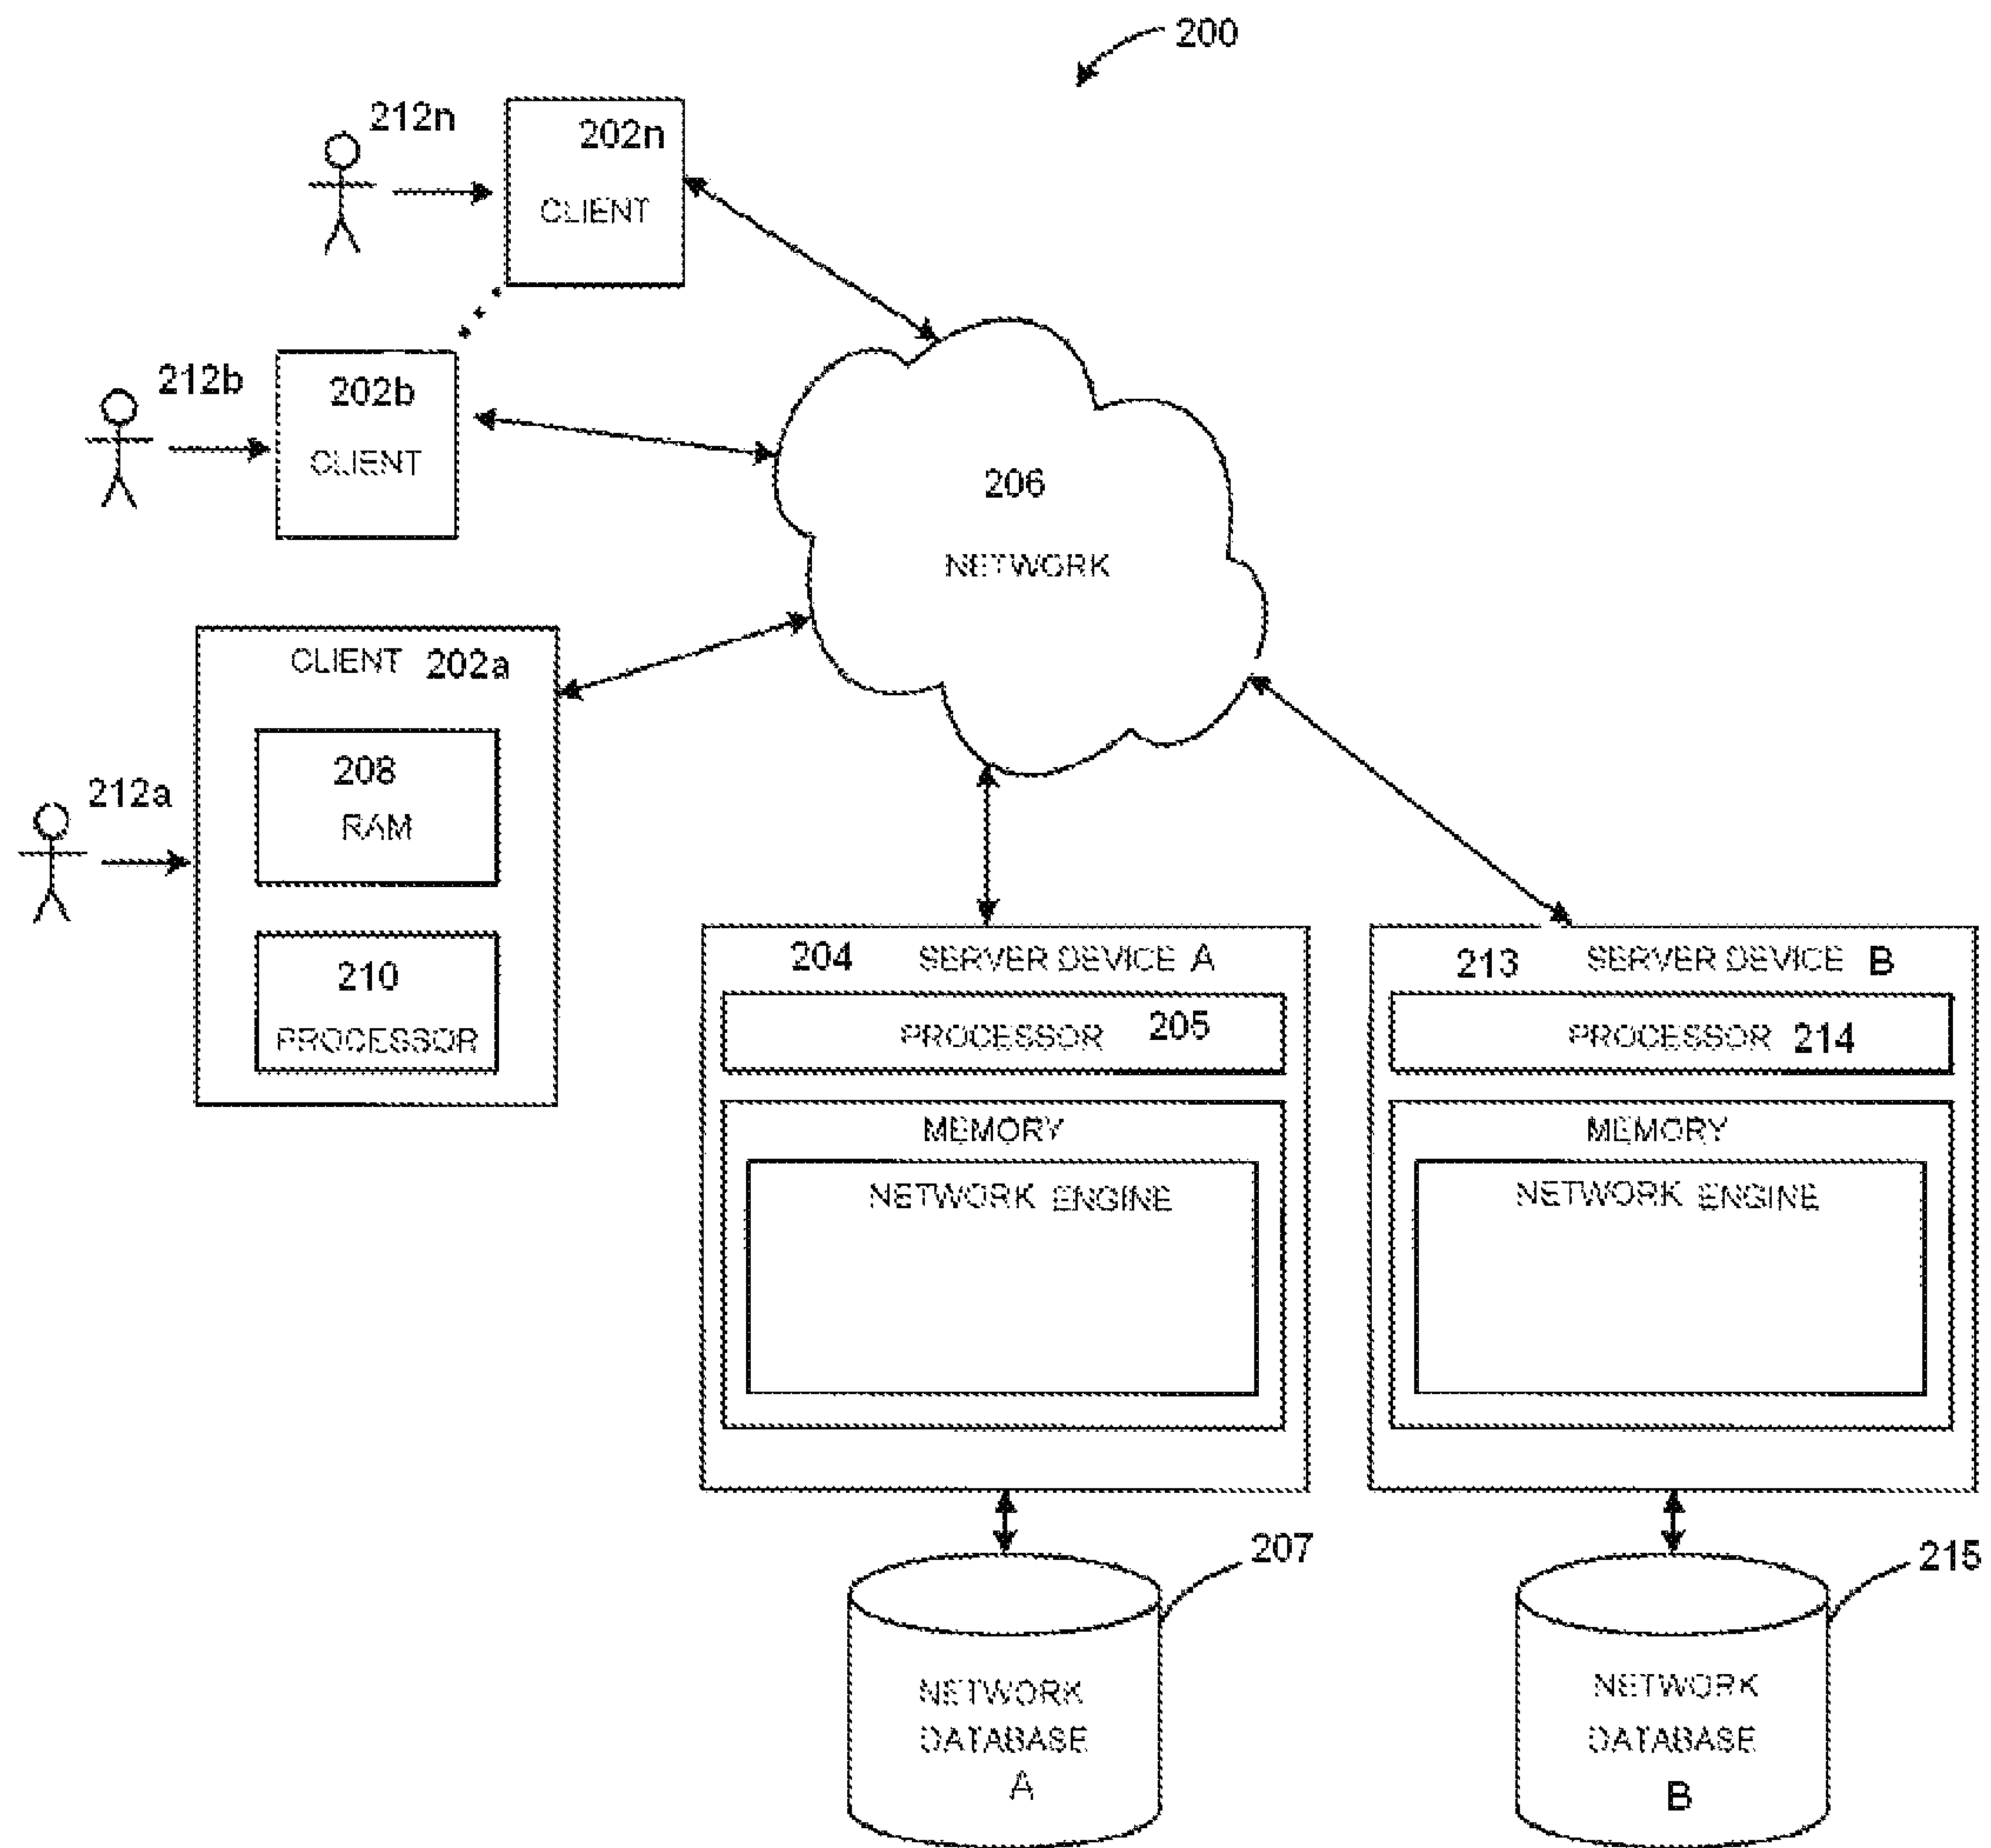 200
212n
202n
CLIENT
212b
202b
CLIENT
206
NETWORK
CLIENT 202a
208
RAM
212a
210
PROCESSOR
204 SERVER DEVICE A
PROCESSOR 205
MEMORY
NETWORK ENGINE
213 SERVER DEVICE B
PROCESSOR 214
MEMORY
NETWORK ENGINE
207
NETWORK
DATABASE
A
215
NETWORK
DATABASE
B